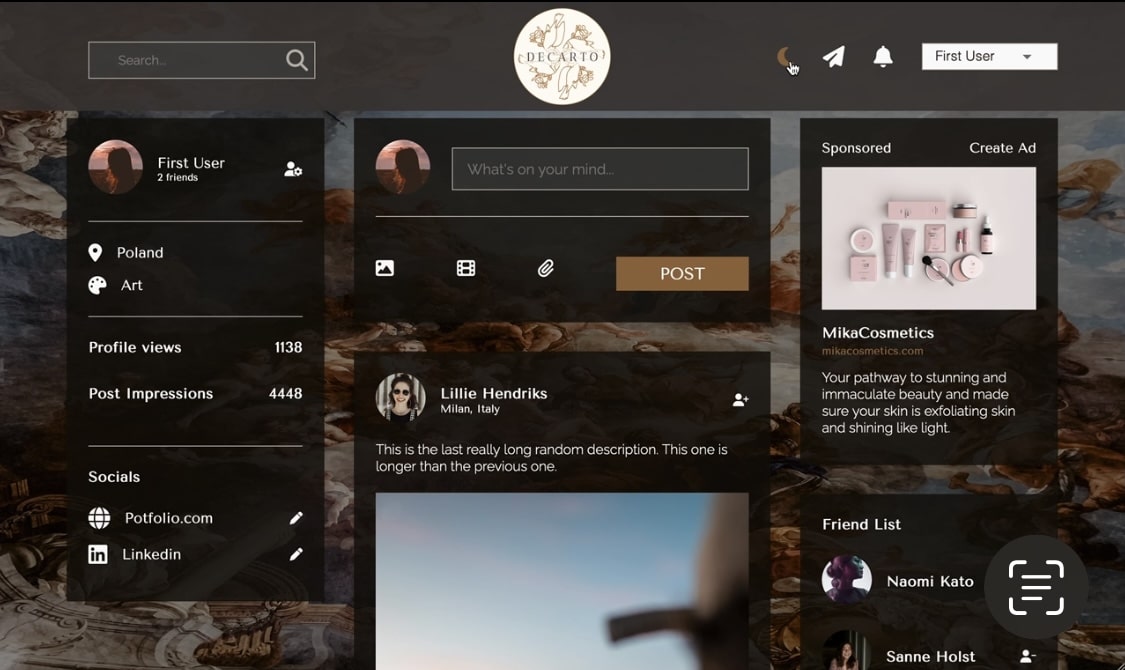 Search...
DECARTO
First User
First User
2 friends
Poland
Art
Profile views 1138
Post Impressions 4448
Socials
Potfolio.com
Linkedin
What's on your mind...
POST
Lillie Hendriks
Milan, Italy
This is the last really long random description. This one is
longer than the previous one.
Sponsored Create Ad
MikaCosmetics
mikacosmetics.com
Your pathway to stunning and
immaculate beauty and made
sure your skin is exfoliating skin
and shining like light.
Friend List
Naomi Kato
Sanne Holst